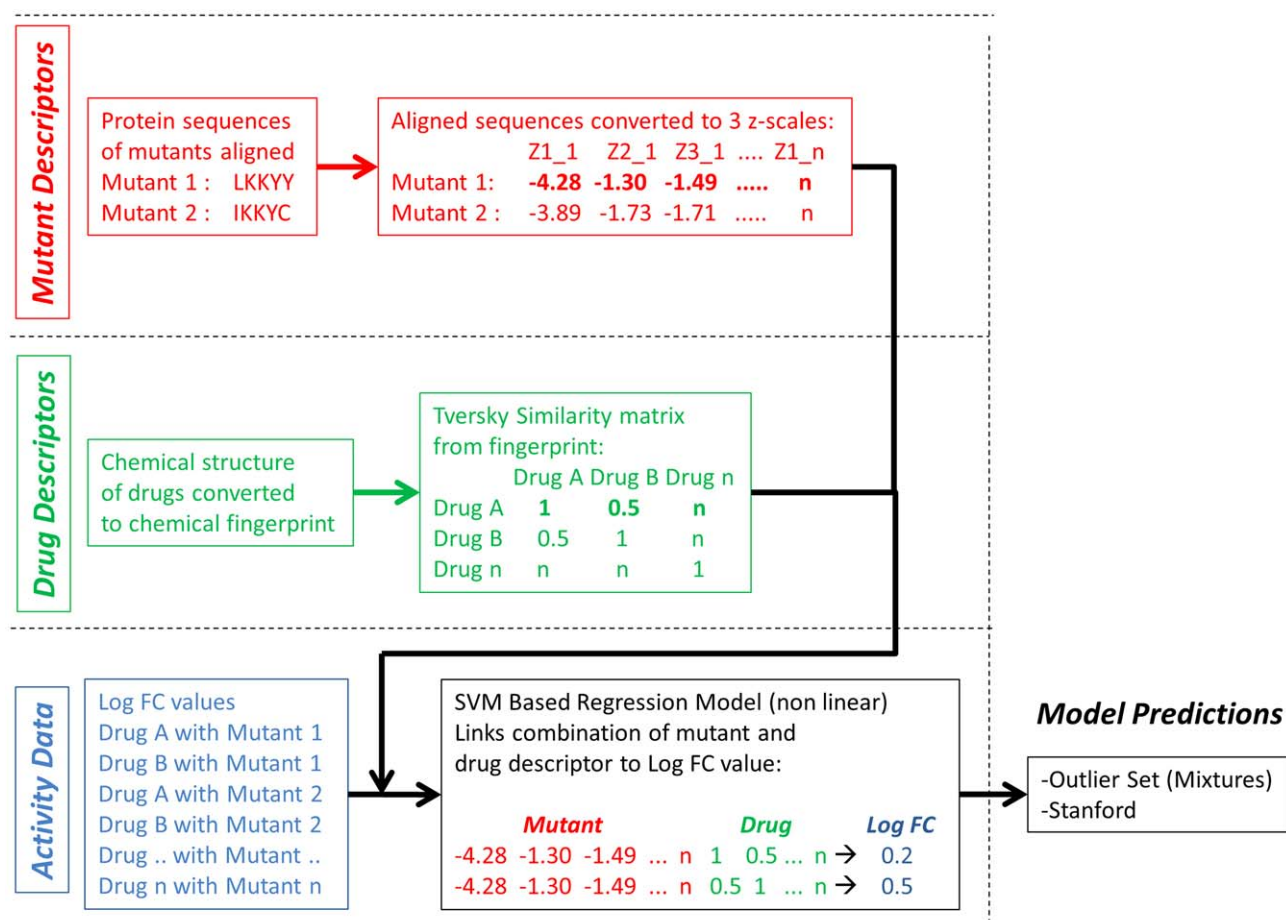 Mutant Descriptors
Protein sequences
of mutants aligned
Mutant 1 : LKKYY
Mutant 2 : IKKYC
Aligned sequences converted to 3 z-scales:
Z1_1 Z2_1 Z3_1 .... Z1_n
Mutant 1: -4.28 -1.30 -1.49 ..... n
Mutant 2 : -3.89 -1.73 -1.71 ..... n
Drug Descriptors
Chemical structure
of drugs converted
to chemical fingerprint
Tversky Similarity matrix
from fingerprint:
Drug A Drug B Drug n
Drug A 1 0.5 n
Drug B 0.5 1 n
Drug n n n 1
Activity Data
Log FC values
Drug A with Mutant 1
Drug B with Mutant 1
Drug A with Mutant 2
Drug B with Mutant 2
Drug .. with Mutant ..
Drug n with Mutant n
SVM Based Regression Model (non linear)
Links combination of mutant and
drug descriptor to Log FC value:
Mutant Drug Log FC
-4.28 -1.30 -1.49 ... n 1 0.5 ... n → 0.2
-4.28 -1.30 -1.49 ... n 0.5 1 ... n → 0.5
Model Predictions
-Outlier Set (Mixtures)
-Stanford